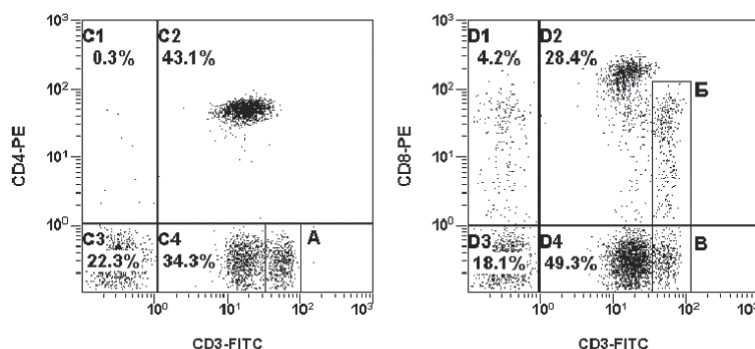 10³
C1
0.3%
C2
43.1%
10²
CD4-PE
10¹
10⁰
C3
22.3%
C4
34.3%
A
10⁰
10¹
10²
10³
CD3-FITC
10³
D1
4.2%
D2
28.4%
Б
10²
CD8-PE
10¹
10⁰
D3
18.1%
D4
49.3%
В
10⁰
10¹
10²
10³
CD3-FITC